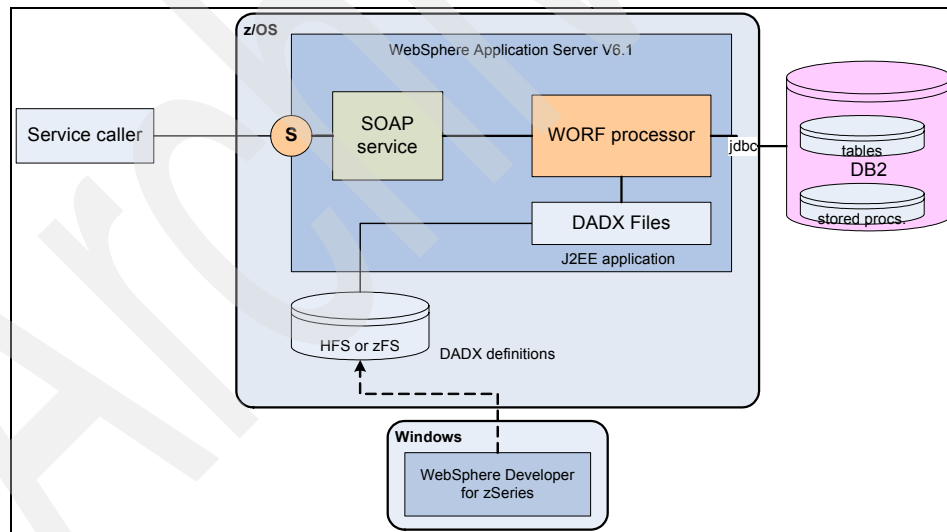 z/OS
WebSphere Application Server V6.1
Service caller
S
SOAP
service
WORF processor
jdbc
tables
DB2
stored procs.
DADX Files
J2EE application
HFS or zFS
DADX definitions
Windows
WebSphere Developer
for zSeries